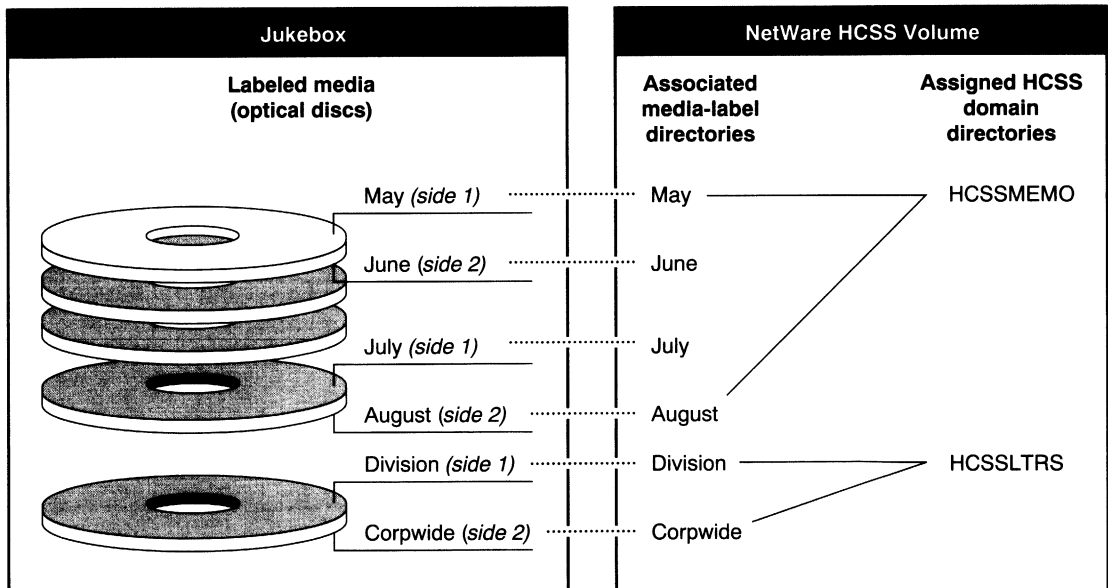 Jukebox
Labeled media
(optical discs)
May (side 1)
June (side 2)
July (side 1)
August (side 2)
Division (side 1)
Corpwide (side 2)
NetWare HCSS Volume
Associated
media-label
directories
Assigned HCSS
domain
directories
May
HCSSMEMO
June
July
August
Division
HCSSLTRS
Corpwide